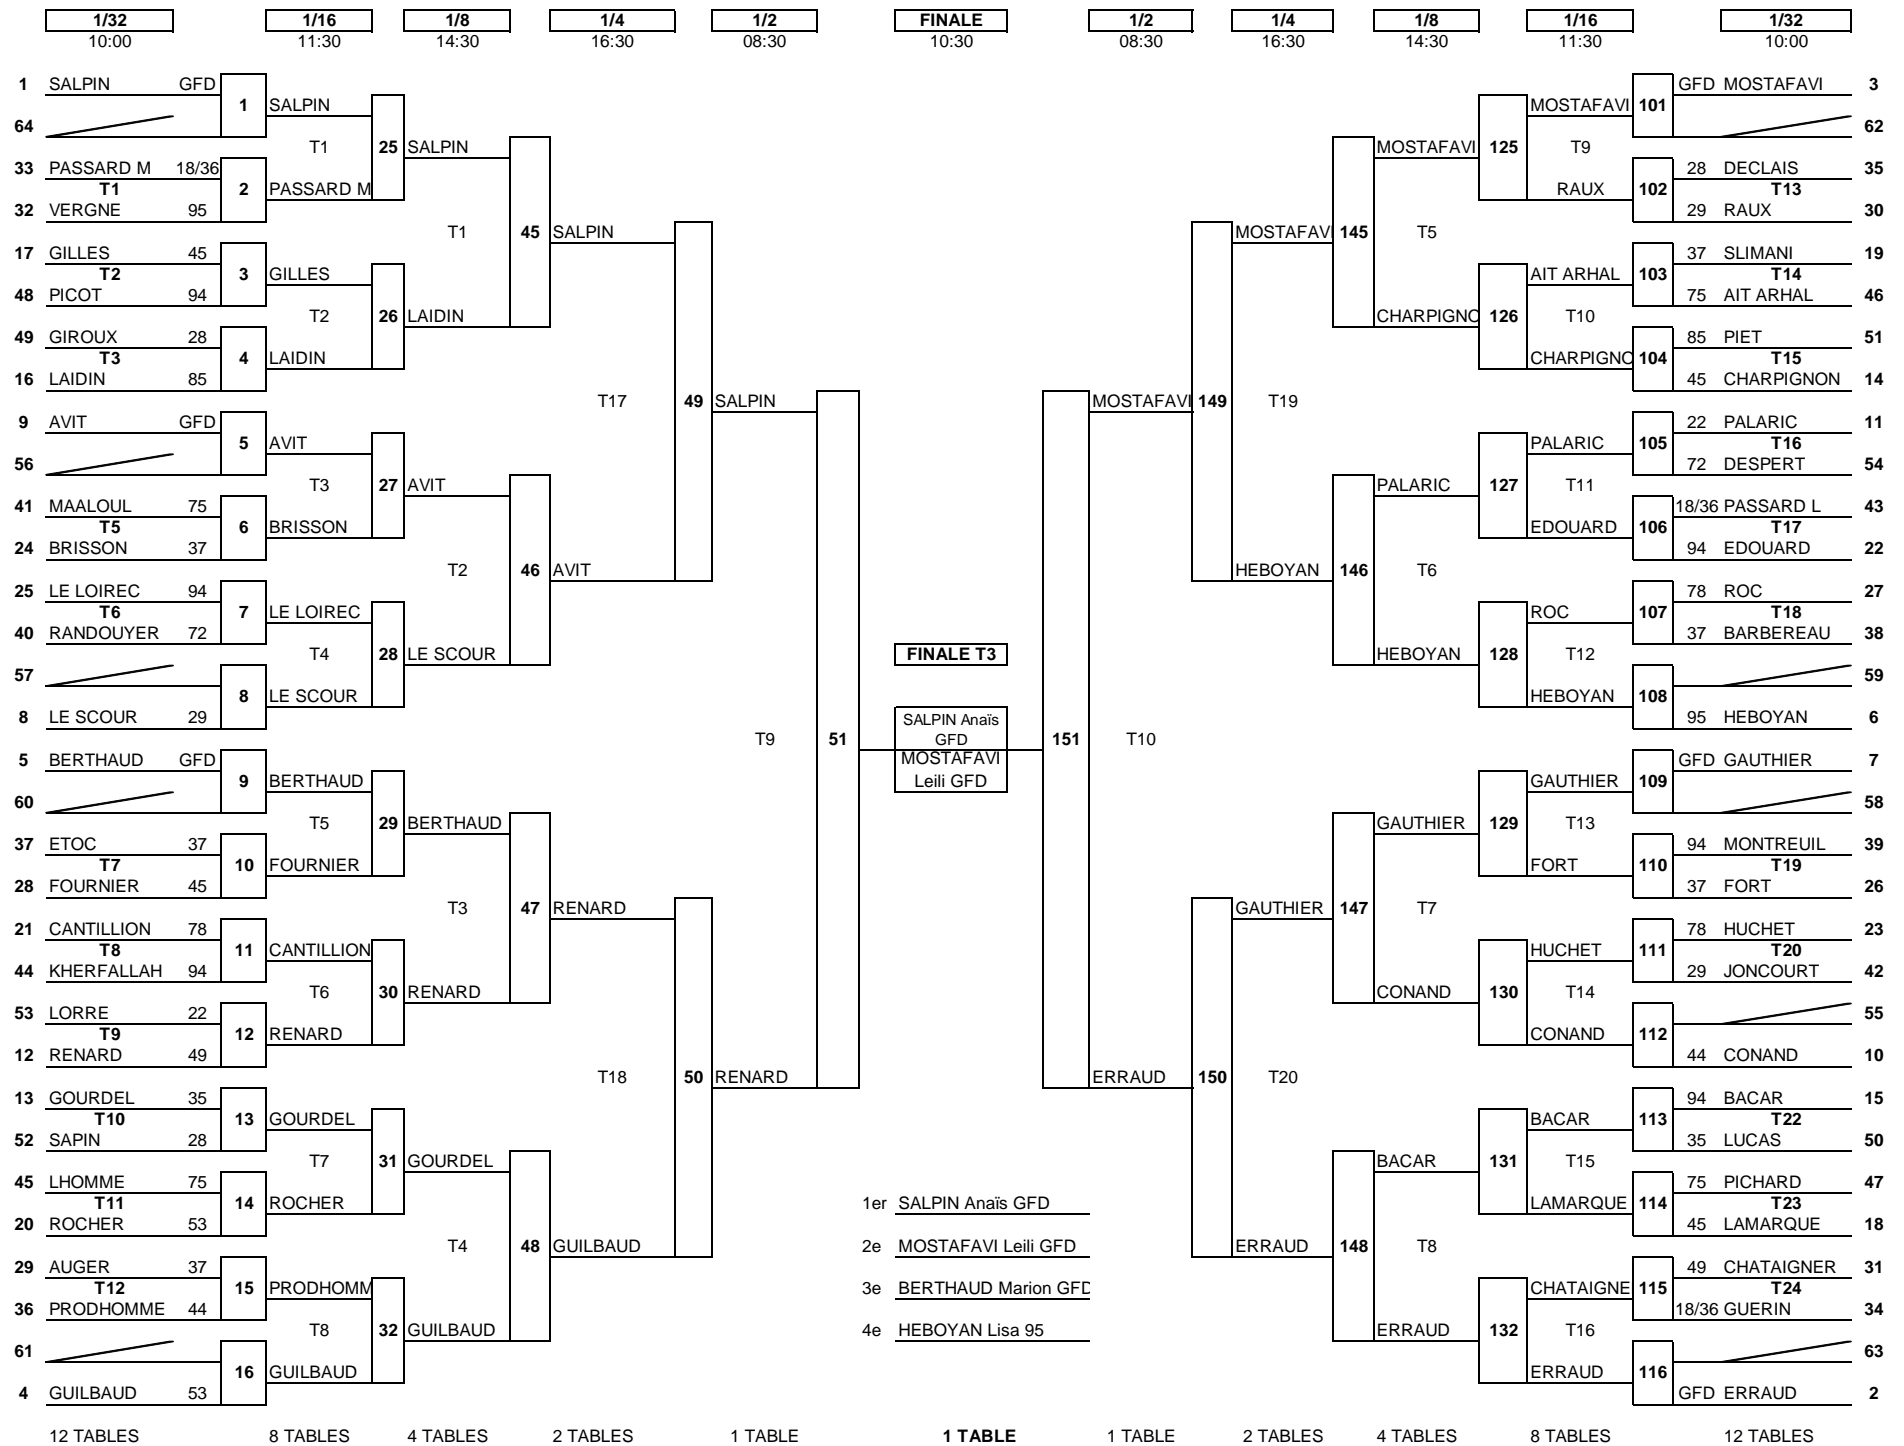 1/32 1/16 1/8 1/4 1/2 FINALE 1/2 1/4 1/8 1/16 1/32
10:00 11:30 14:30 16:30 08:30 10:30 08:30 16:30 14:30 11:30 10:00
1 SALPIN GFD GFD MOSTAFAVI 3
1 SALPIN MOSTAFAVI 101
64 62
T1 25 SALPIN MOSTAFAVI 125 T9
33 PASSARD M 18/36 28 DECLAIS 35
T1 2 PASSARD M RAUX 102 T13
32 VERGNE 95 29 RAUX 30
T1 45 SALPIN MOSTAFAVI 145 T5
17 GILLES 45 37 SLIMANI 19
T2 3 GILLES AIT ARHAL 103 T14
48 PICOT 94 75 AIT ARHAL 46
T2 26 LAIDIN CHARPIGNO 126 T10
49 GIROUX 28 85 PIET 51
T3 4 LAIDIN CHARPIGNO 104 T15
16 LAIDIN 85 45 CHARPIGNON 14
T17 49 SALPIN MOSTAFAVI 149 T19
9 AVIT GFD 22 PALARIC 11
5 AVIT PALARIC 105 T16
56 72 DESPERT 54
T3 27 AVIT PALARIC 127 T11
41 MAALOUL 75 18/36 PASSARD L 43
T5 6 BRISSON EDOUARD 106 T17
24 BRISSON 37 94 EDOUARD 22
T2 46 AVIT HEBOYAN 146 T6
25 LE LOIREC 94 78 ROC 27
T6 7 LE LOIREC ROC 107 T18
40 RANDOUYER 72 37 BARBEREAU 38
T4 28 LE SCOUR FINALE T3 HEBOYAN 128 T12
57 59
8 LE SCOUR HEBOYAN 108
8 LE SCOUR 29 SALPIN Anaïs 95 HEBOYAN 6
T9 51 GFD 151 T10
5 BERTHAUD GFD MOSTAFAVI GFD GAUTHIER 7
9 BERTHAUD Leili GFD GAUTHIER 109
60 58
T5 29 BERTHAUD GAUTHIER 129 T13
37 ETOC 37 94 MONTREUIL 39
T7 10 FOURNIER FORT 110 T19
28 FOURNIER 45 37 FORT 26
T3 47 RENARD GAUTHIER 147 T7
21 CANTILLION 78 78 HUCHET 23
T8 11 CANTILLION HUCHET 111 T20
44 KHERFALLAH 94 29 JONCOURT 42
T6 30 RENARD CONAND 130 T14
53 LORRE 22 55
T9 12 RENARD CONAND 112
12 RENARD 49 44 CONAND 10
T18 50 RENARD ERRAUD 150 T20
13 GOURDEL 35 94 BACAR 15
T10 13 GOURDEL BACAR 113 T22
52 SAPIN 28 35 LUCAS 50
T7 31 GOURDEL BACAR 131 T15
45 LHOMME 75 75 PICHARD 47
T11 14 ROCHER 1er SALPIN Anaïs GFD LAMARQUE 114 T23
20 ROCHER 53 45 LAMARQUE 18
T4 48 GUILBAUD 2e MOSTAFAVI Leili GFD ERRAUD 148 T8
29 AUGER 37 49 CHATAIGNER 31
T12 15 PRODHOMM 3e BERTHAUD Marion GFD CHATAIGNE 115 T24
36 PRODHOMME 44 18/36 GUERIN 34
T8 32 GUILBAUD 4e HEBOYAN Lisa 95 ERRAUD 132 T16
61 63
16 GUILBAUD ERRAUD 116
4 GUILBAUD 53 GFD ERRAUD 2
12 TABLES 8 TABLES 4 TABLES 2 TABLES 1 TABLE 1 TABLE 1 TABLE 2 TABLES 4 TABLES 8 TABLES 12 TABLES